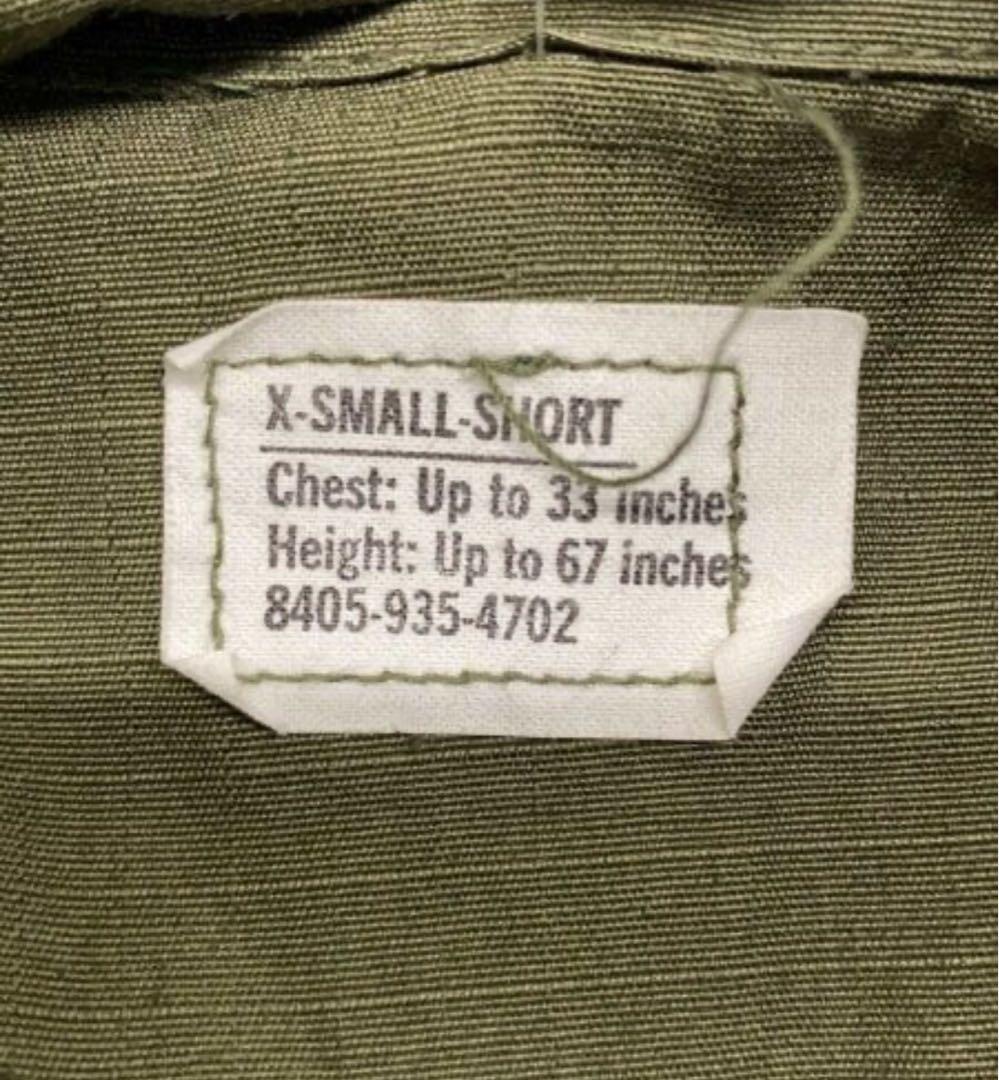 X-SMALL-SHORT
Chest: Up to 33 inches
Height: Up to 67 inches
8405-935-4702